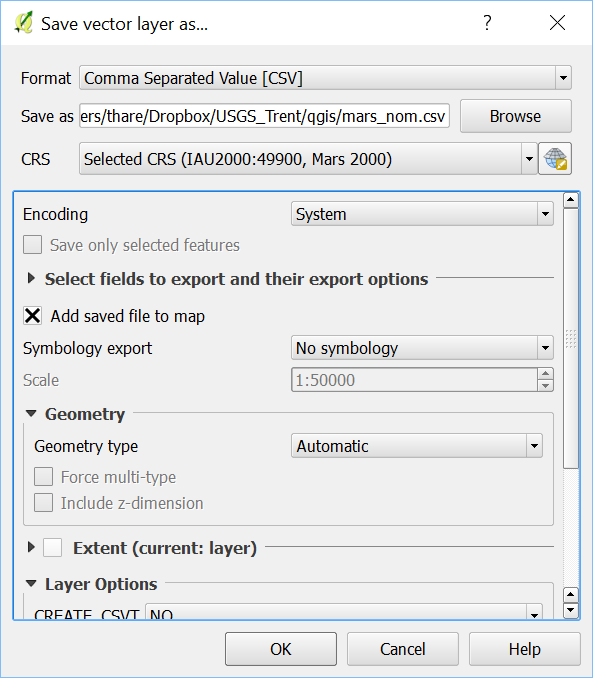 Save vector layer as...
Format Comma Separated Value [CSV]
Save as ers/thare/Dropbox/USGS_Trent/qgis/mars_nom.csv Browse
CRS Selected CRS (IAU2000:49900, Mars 2000)
Encoding System
Save only selected features
Select fields to export and their export options
Add saved file to map
Symbology export No symbology
Scale 1:50000
Geometry
Geometry type Automatic
Force multi-type
Include z-dimension
Extent (current: layer)
Layer Options
CREATE_CSVT NO
OK Cancel Help